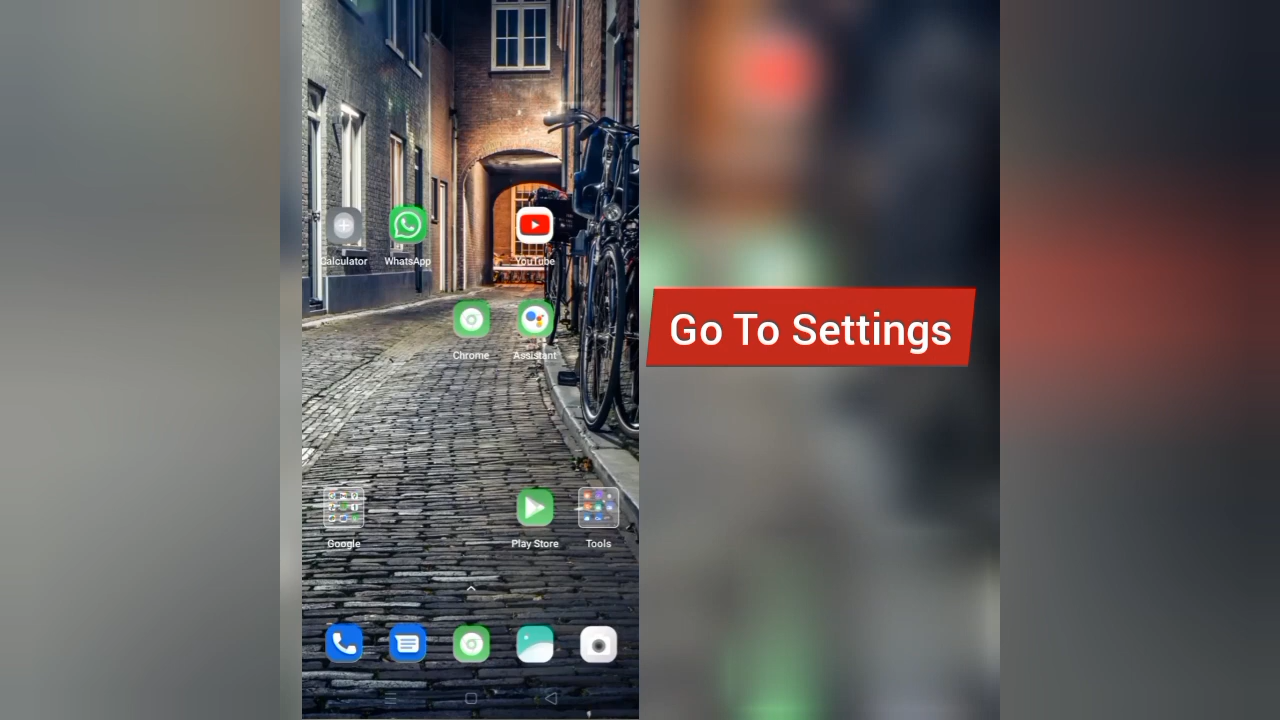 Calculator
WhatsApp
YouTube
Chrome
Assistant
Google
Play Store
Tools
Go To Settings